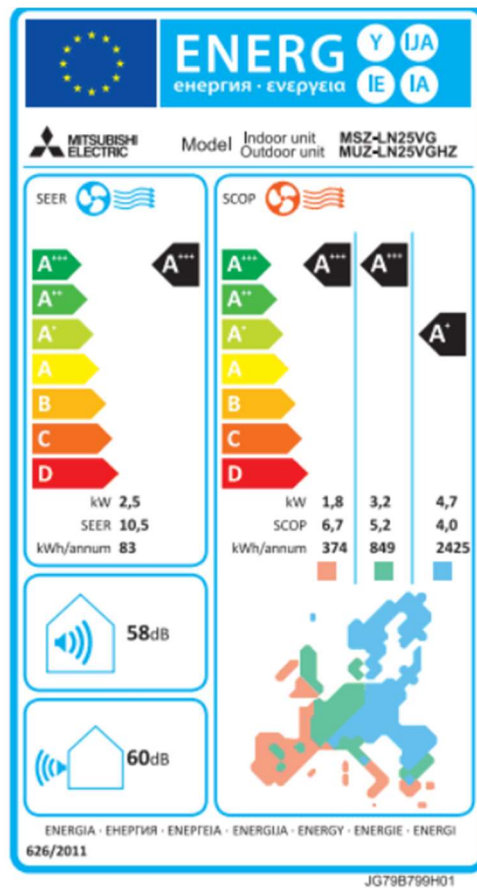 ENERG Y IJA
енергия · ενεργεια IE IA
MITSUBISHI ELECTRIC
Model Indoor unit MSZ-LN25VG
Outdoor unit MUZ-LN25VGHZ
SEER
A+++ A+++
A++
A+
A
B
C
D
kW 2,5
SEER 10,5
kWh/annum 83
SCOP
A+++ A+++ A+++
A++
A+ A+
A
B
C
D
kW 1,8 3,2 4,7
SCOP 6,7 5,2 4,0
kWh/annum 374 849 2425
58dB
60dB
ENERGIA · ЕНЕРГИЯ · ΕΝΕΡΓΕΙΑ · ENERGIJA · ENERGY · ENERGIE · ENERGI
626/2011
JG79B799H01